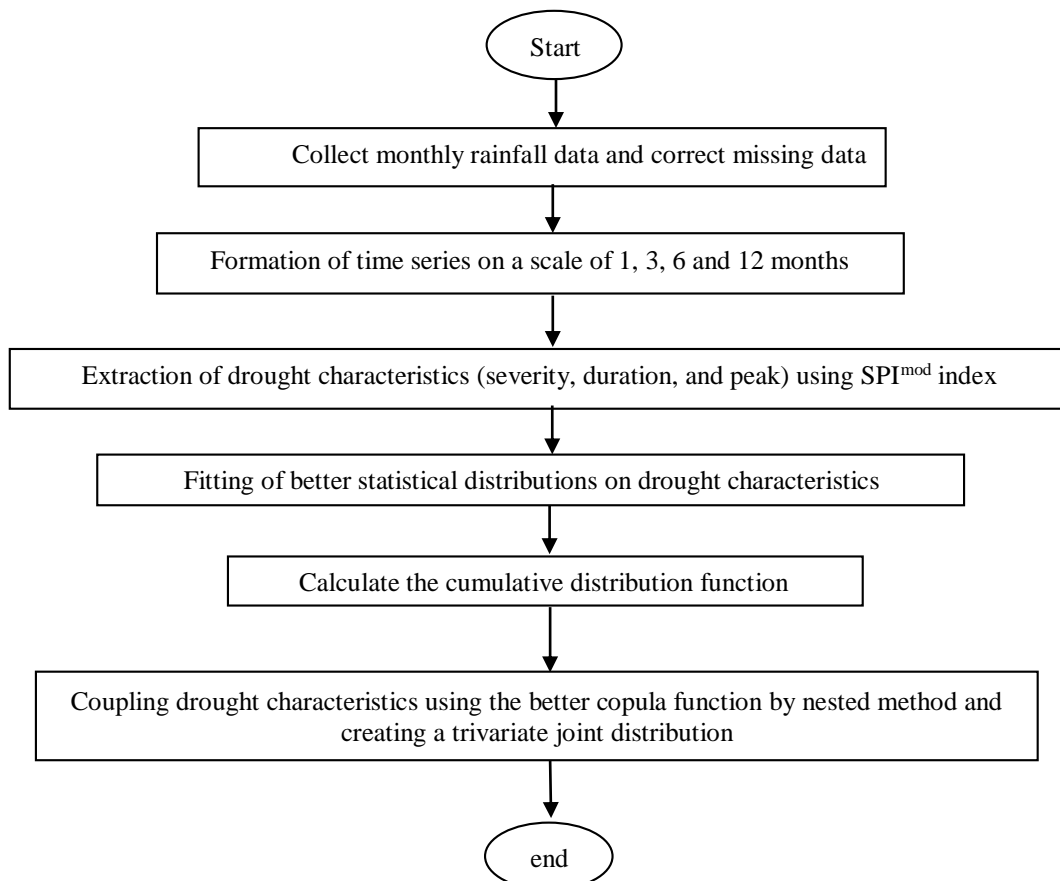 Start
Collect monthly rainfall data and correct missing data
Formation of time series on a scale of 1, 3, 6 and 12 months
Extraction of drought characteristics (severity, duration, and peak) using SPI^mod index
Fitting of better statistical distributions on drought characteristics
Calculate the cumulative distribution function
Coupling drought characteristics using the better copula function by nested method and
creating a trivariate joint distribution
end